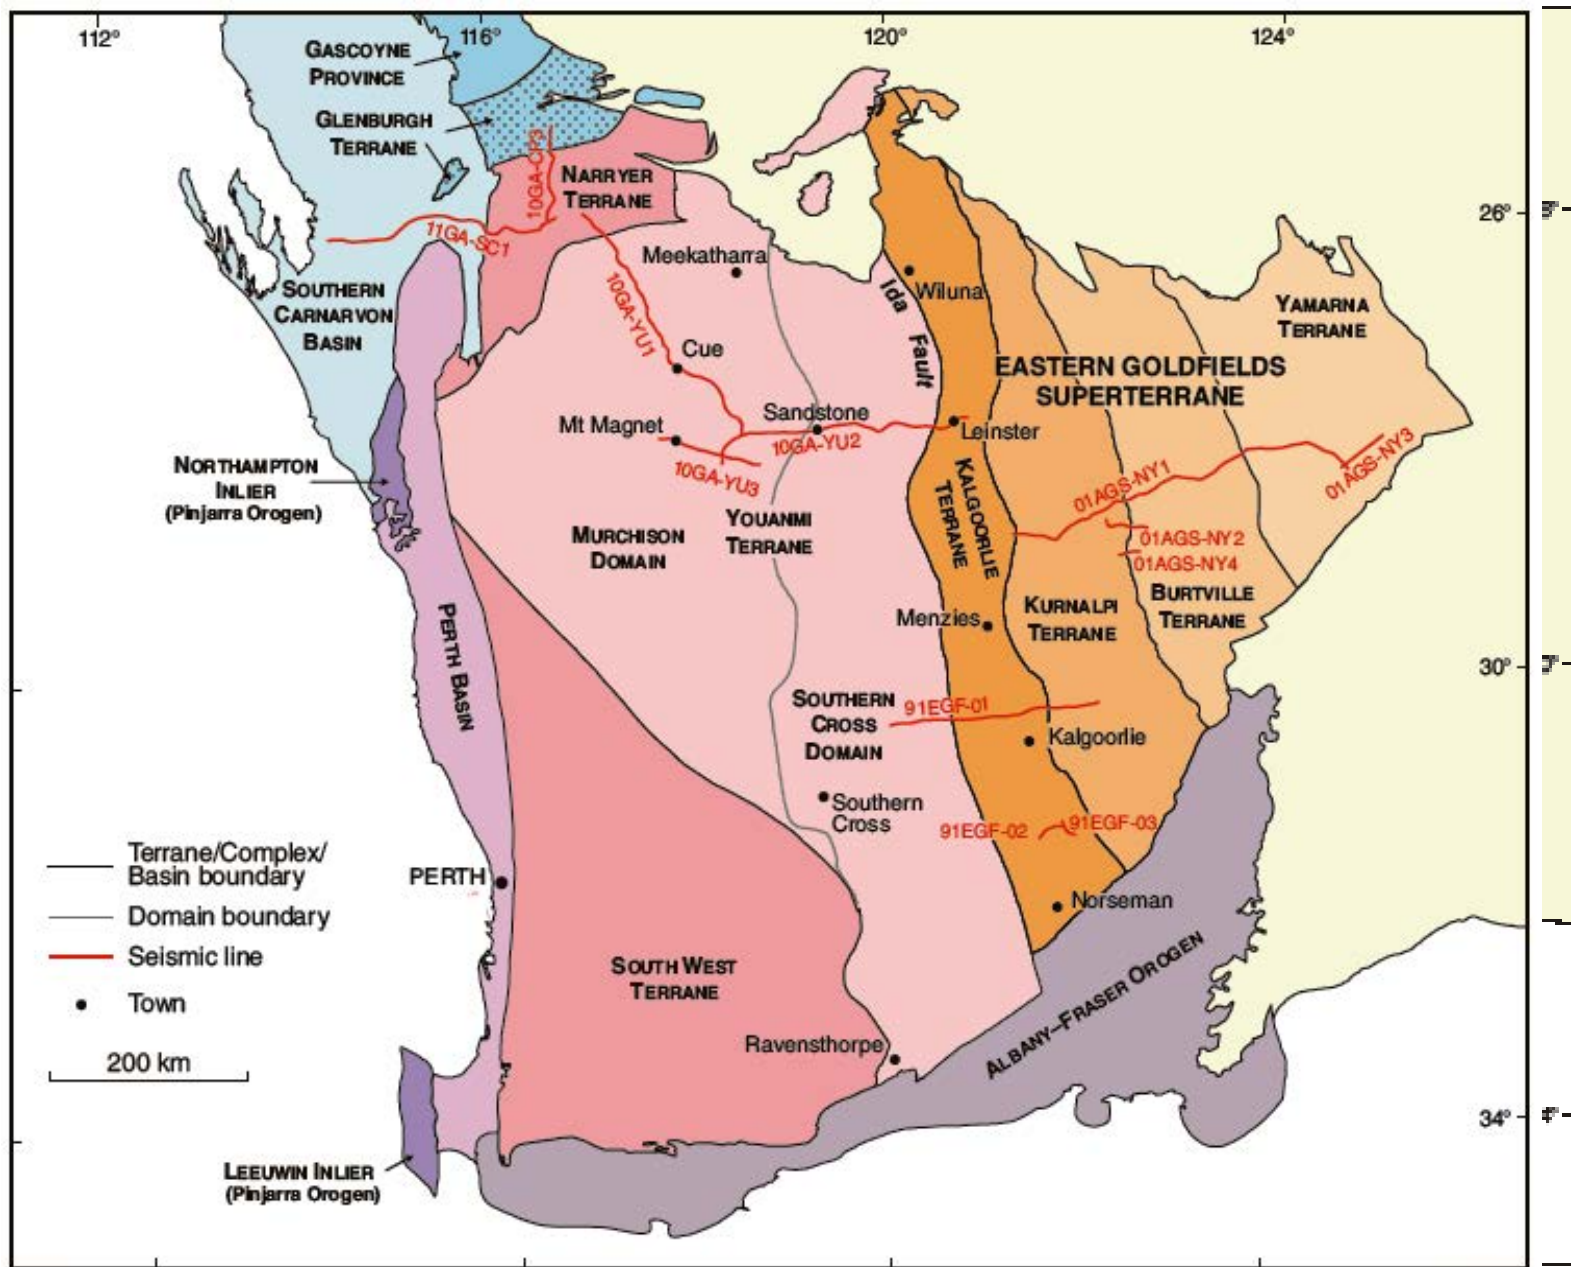 112°
116°
120°
124°
GASCOYNE
PROVINCE
GLENBURGH
TERRANE
10GA-CP3
NARRYER
TERRANE
26°
11GA-SC1
Meekatharra
SOUTHERN
CARNARVON
BASIN
10GA-YU1
Ida Fault
Wiluna
YAMARNA
TERRANE
Cue
EASTERN GOLDFIELDS
SUPERTERRANE
Mt Magnet
Sandstone
10GA-YU2
Leinster
10GA-YU3
NORTHAMPTON
INLIER
(Pinjarra Orogen)
KALGOORLIE
TERRANE
01AGS-NY1
01AGS-NY3
MURCHISON
DOMAIN
YOUANMI
TERRANE
01AGS-NY2
01AGS-NY4
PERTH BASIN
Menzies
KURNALPI
TERRANE
BURTVILLE
TERRANE
30°
SOUTHERN
CROSS
DOMAIN
91EGF-01
Kalgoorlie
Southern
Cross
91EGF-02
91EGF-03
Terrane/Complex/
Basin boundary
PERTH
Domain boundary
Norseman
Seismic line
SOUTH WEST
TERRANE
ALBANY–FRASER OROGEN
Town
200 km
Ravensthorpe
34°
LEEUWIN INLIER
(Pinjarra Orogen)